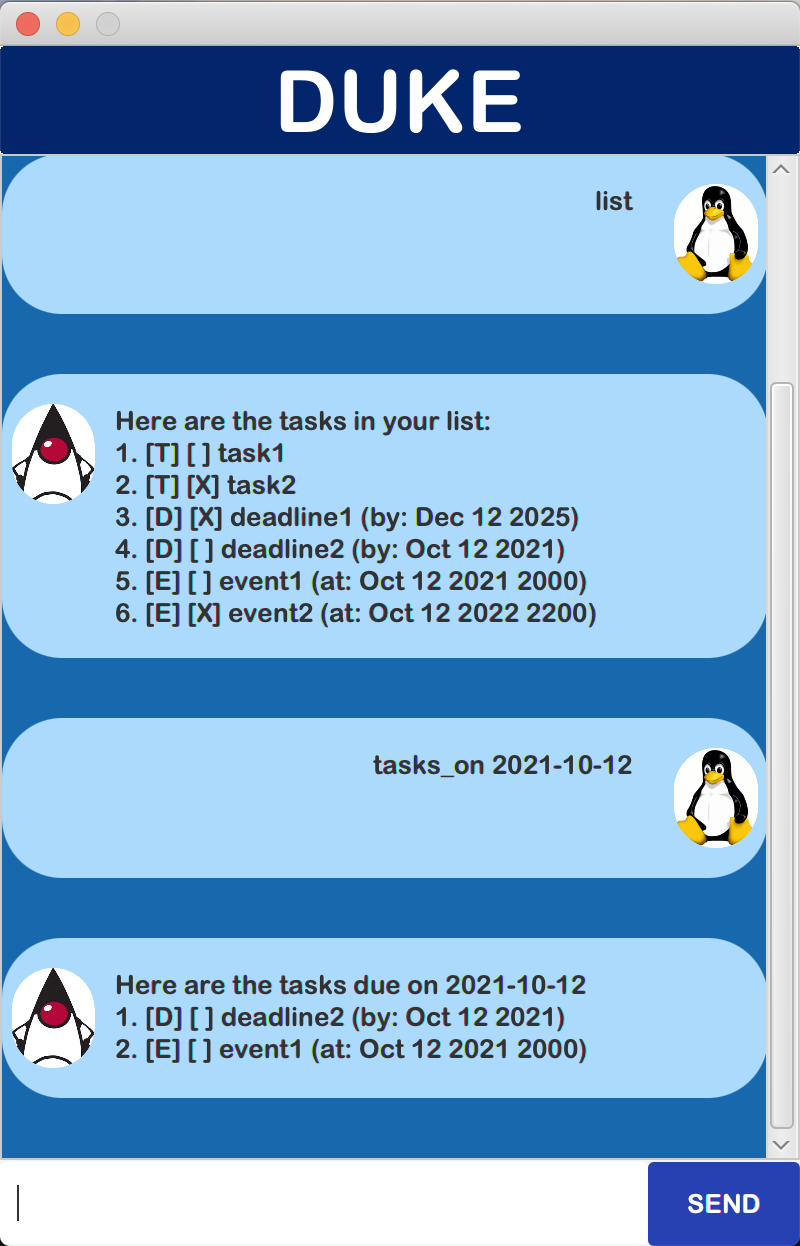 DUKE
list
Here are the tasks in your list:
1. [T] [ ] task1
2. [T] [X] task2
3. [D] [X] deadline1 (by: Dec 12 2025)
4. [D] [ ] deadline2 (by: Oct 12 2021)
5. [E] [ ] event1 (at: Oct 12 2021 2000)
6. [E] [X] event2 (at: Oct 12 2022 2200)
tasks_on 2021-10-12
Here are the tasks due on 2021-10-12
1. [D] [ ] deadline2 (by: Oct 12 2021)
2. [E] [ ] event1 (at: Oct 12 2021 2000)
SEND